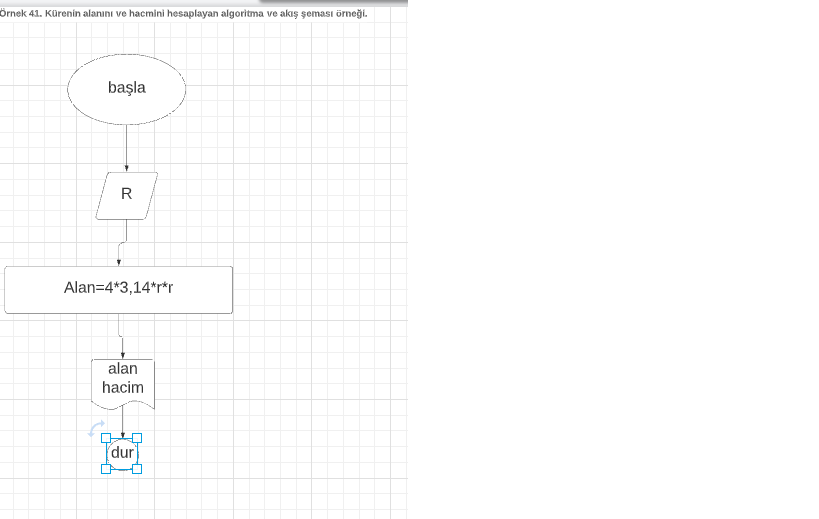 Örnek 41. Kürenin alanını ve hacmini hesaplayan algoritma ve akış şeması örneği.
başla
R
Alan=4*3,14*r*r
alan
hacim
dur